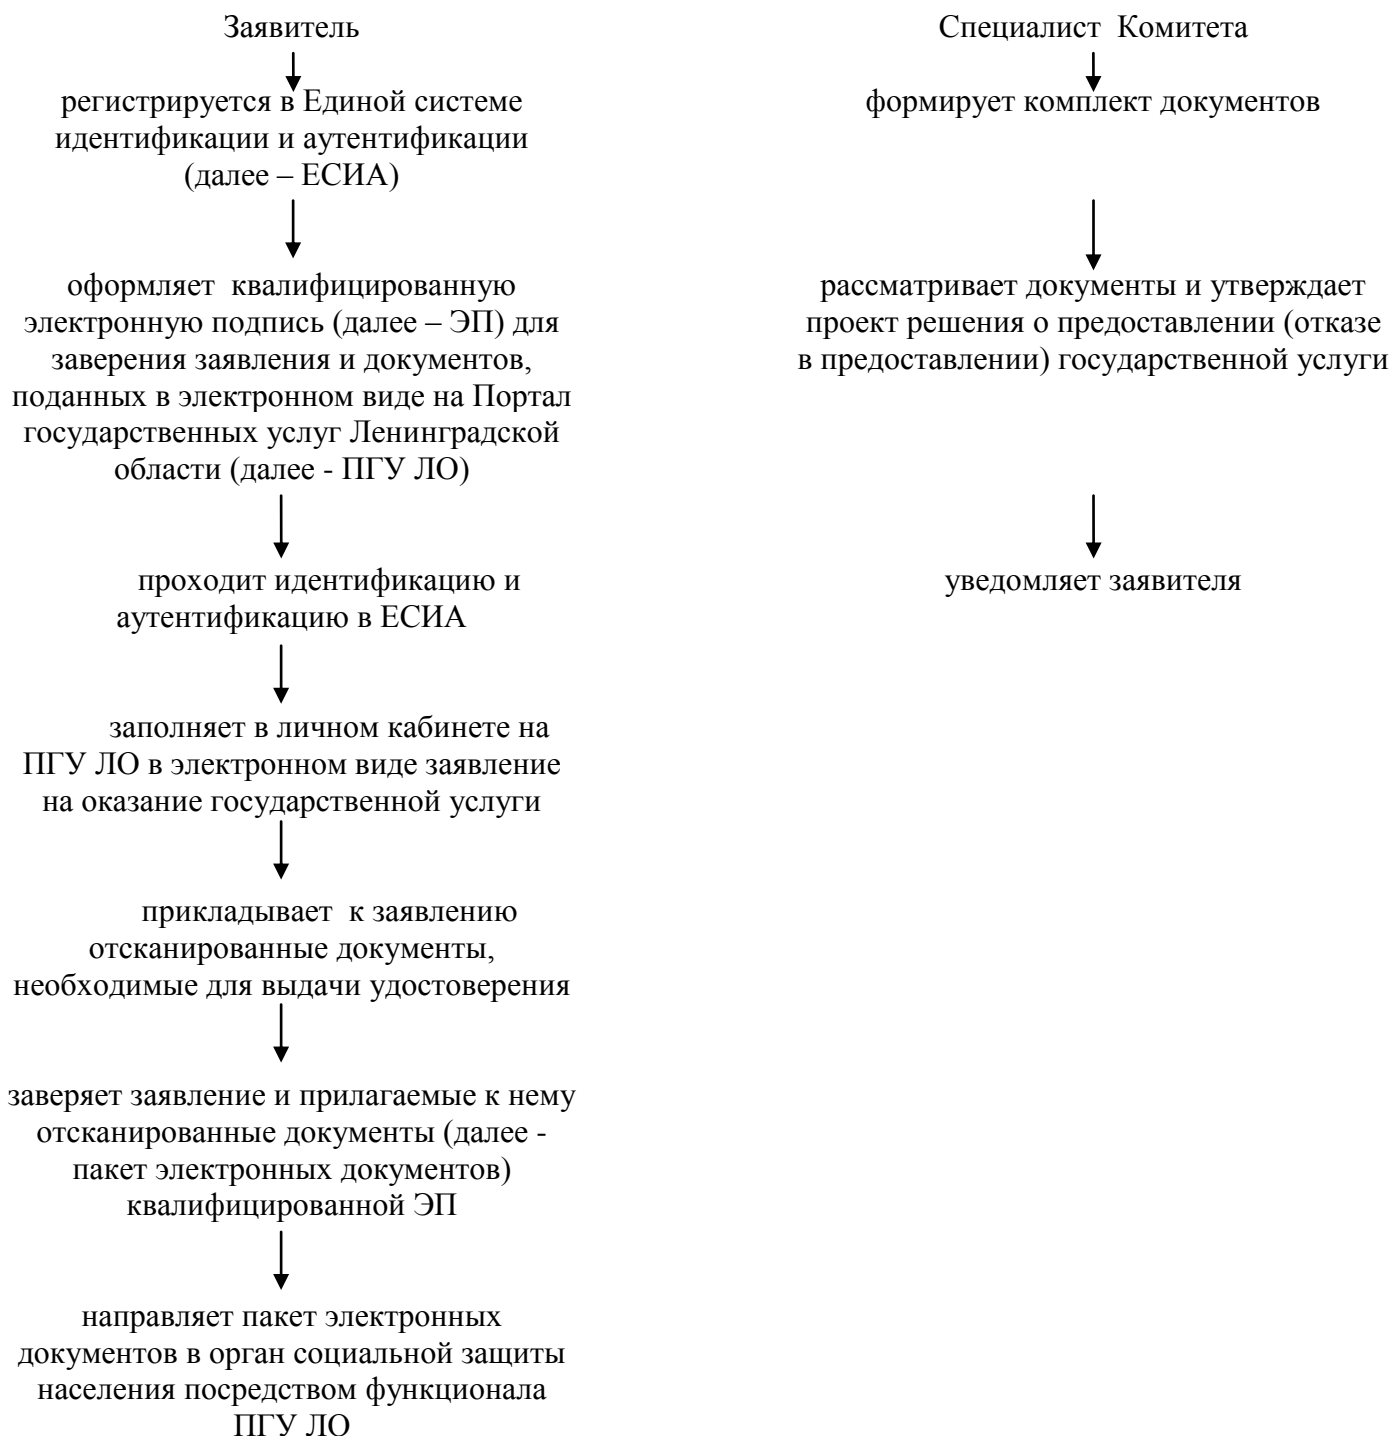 Заявитель
регистрируется в Единой системе
идентификации и аутентификации
(далее – ЕСИА)
оформляет квалифицированную
электронную подпись (далее – ЭП) для
заверения заявления и документов,
поданных в электронном виде на Портал
государственных услуг Ленинградской
области (далее - ПГУ ЛО)
проходит идентификацию и
аутентификацию в ЕСИА
заполняет в личном кабинете на
ПГУ ЛО в электронном виде заявление
на оказание государственной услуги
прикладывает к заявлению
отсканированные документы,
необходимые для выдачи удостоверения
заверяет заявление и прилагаемые к нему
отсканированные документы (далее -
пакет электронных документов)
квалифицированной ЭП
направляет пакет электронных
документов в орган социальной защиты
населения посредством функционала
ПГУ ЛО
Специалист Комитета
формирует комплект документов
рассматривает документы и утверждает
проект решения о предоставлении (отказе
в предоставлении) государственной услуги
уведомляет заявителя